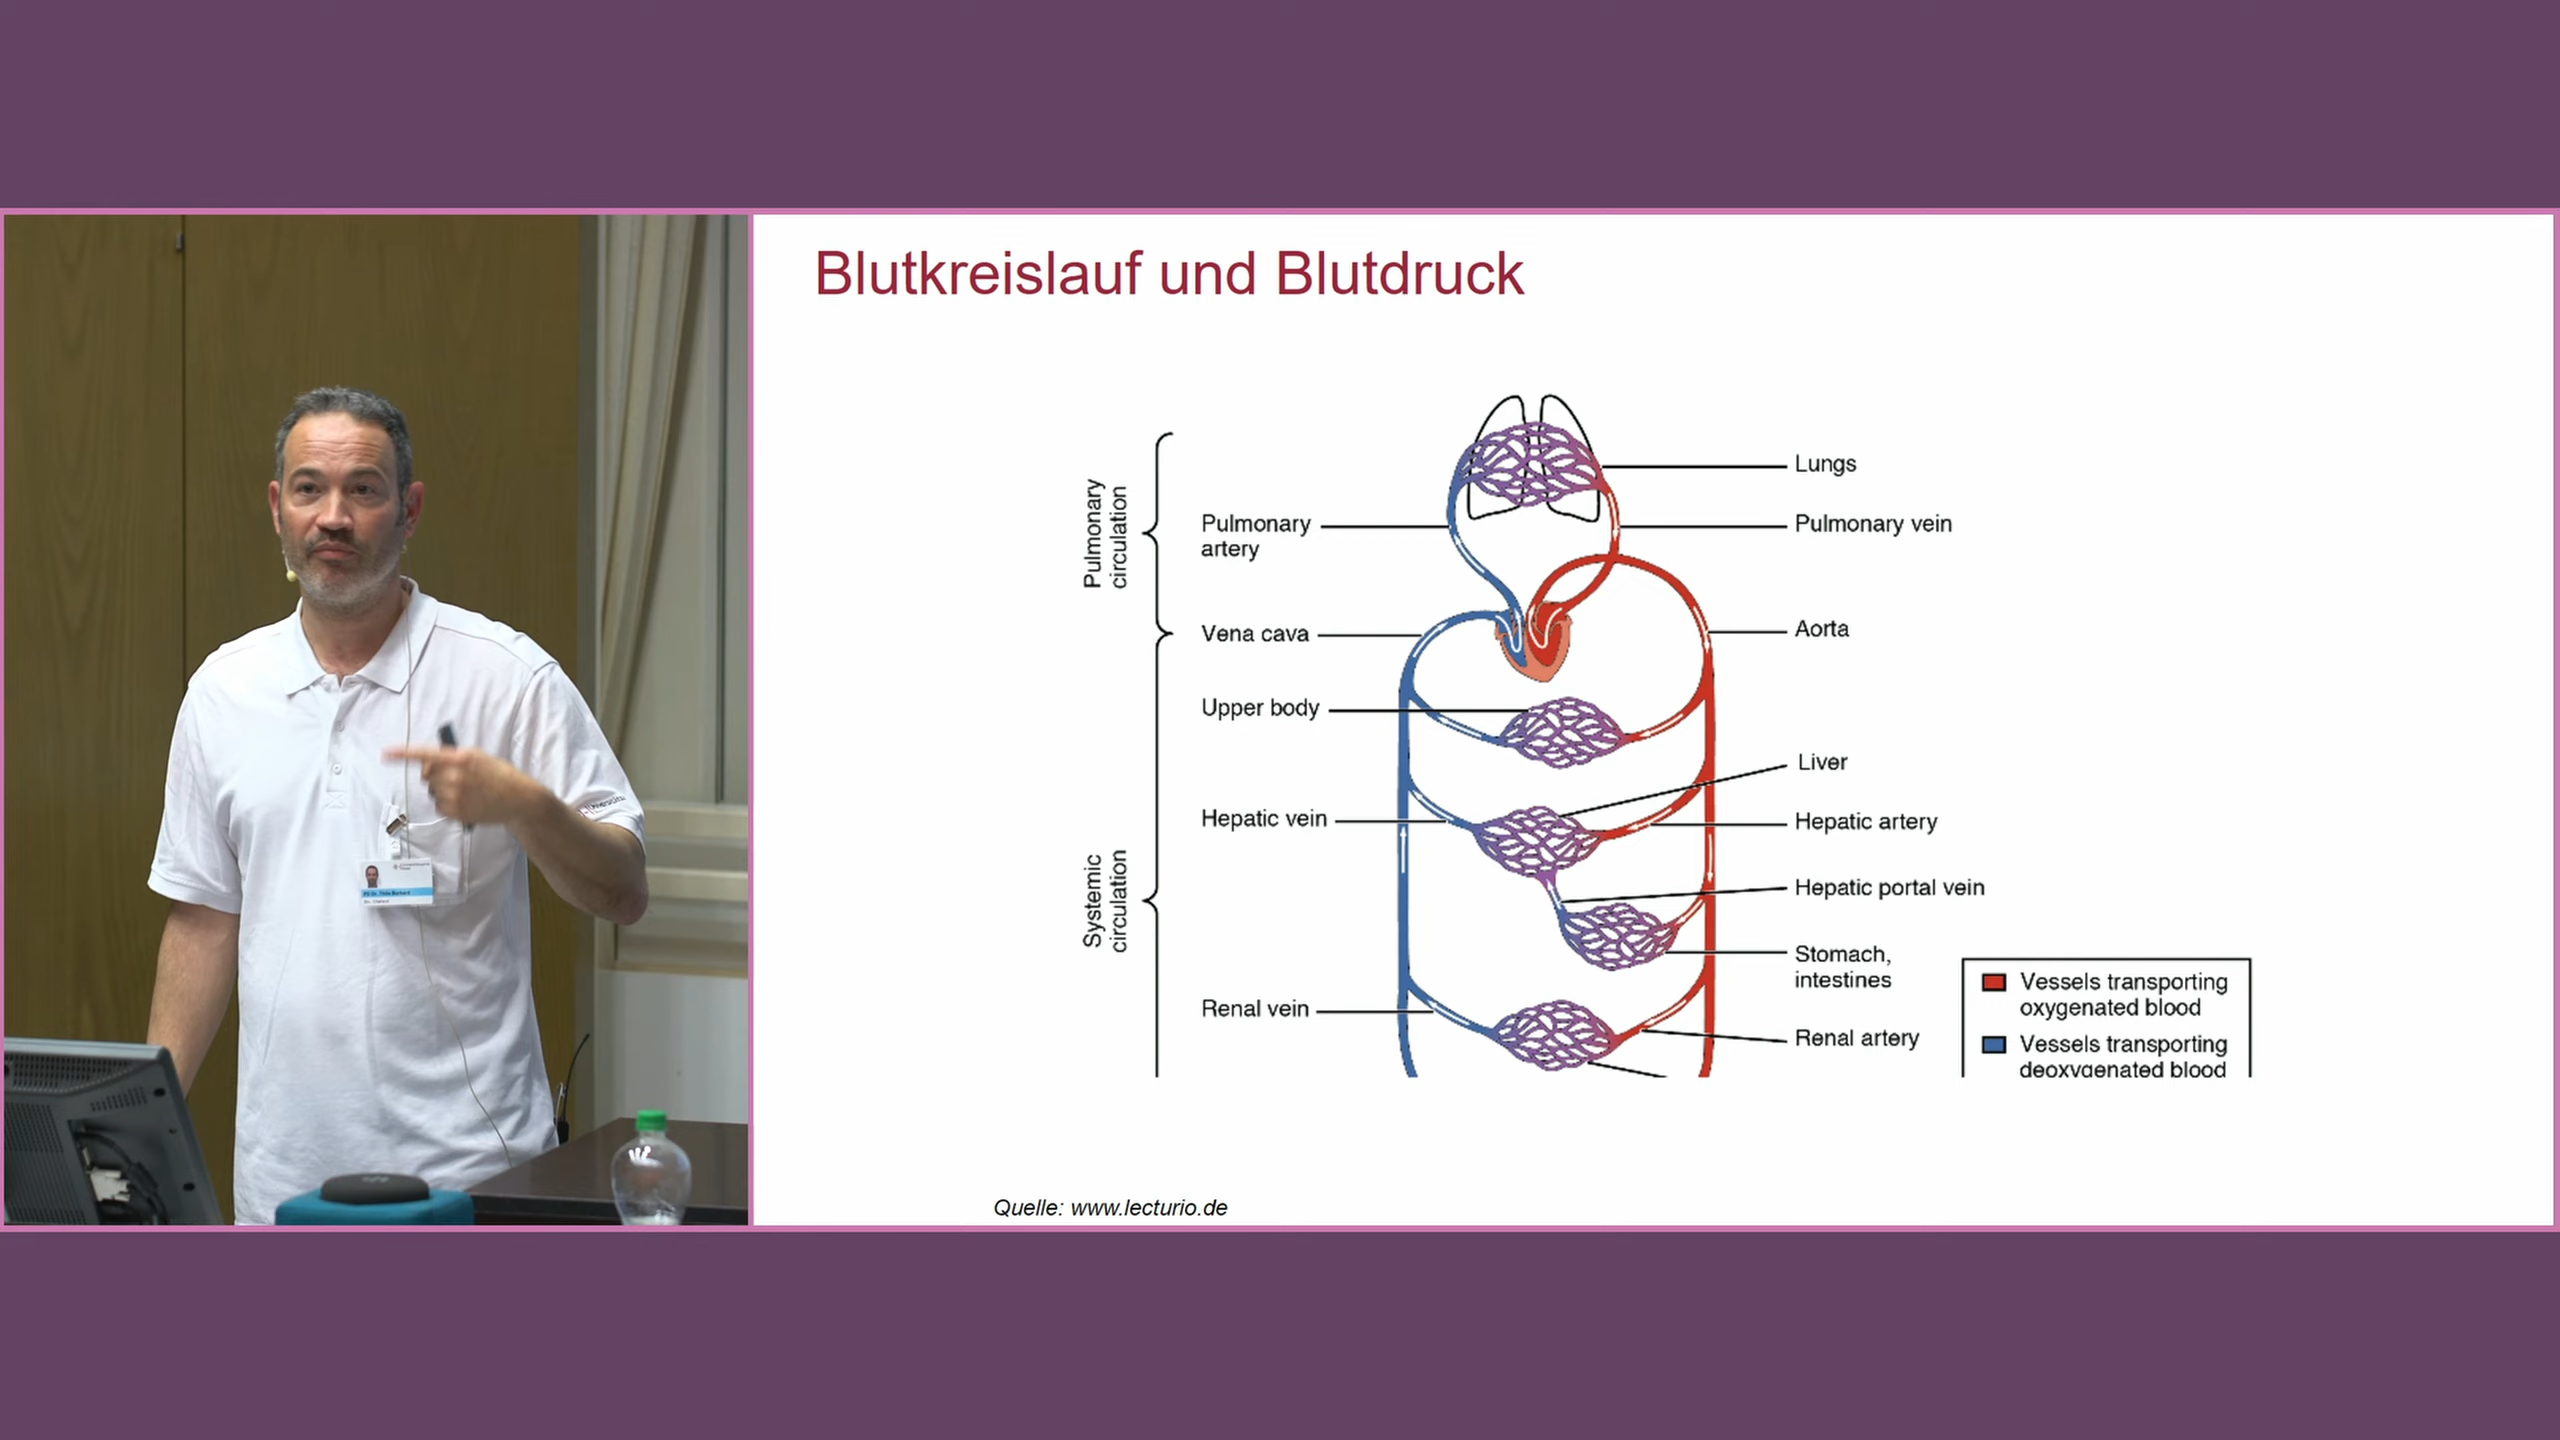 Blutkreislauf und Blutdruck
Pulmonary
circulation
Systemic
circulation
Pulmonary
artery
Vena cava
Upper body
Hepatic vein
Renal vein
Lungs
Pulmonary vein
Aorta
Liver
Hepatic artery
Hepatic portal vein
Stomach,
intestines
Renal artery
Vessels transporting
oxygenated blood
Vessels transporting
deoxygenated blood
Quelle: www.lecturio.de